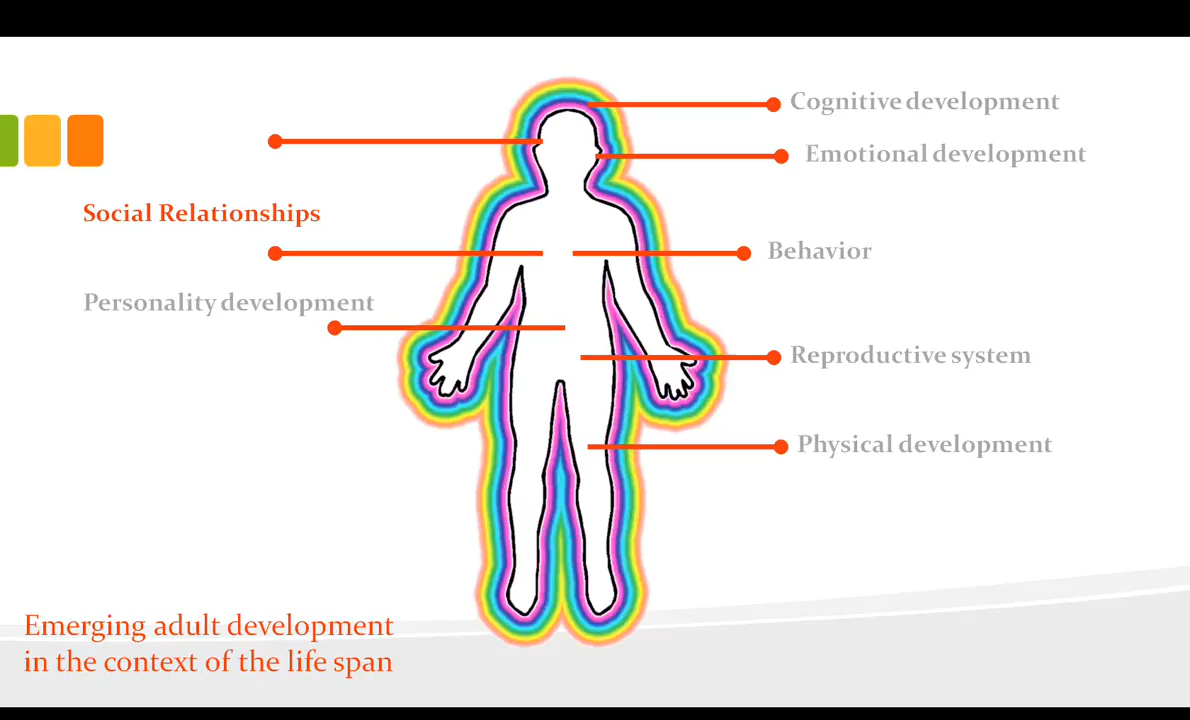 Cognitive development
Emotional development
Social Relationships
Behavior
Personality development
Reproductive system
Physical development
Emerging adult development
in the context of the life span